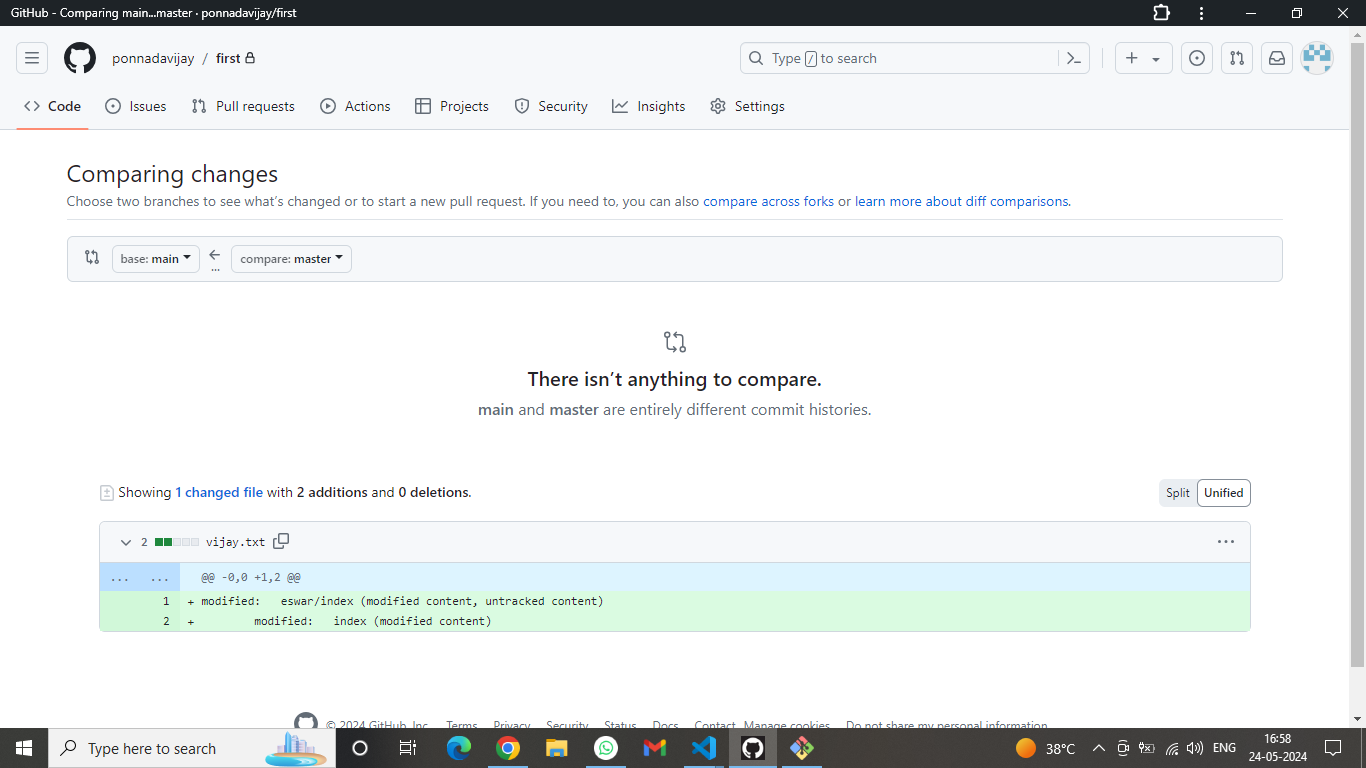 GitHub - Comparing main...master · ponnadavijay/first
ponnadavijay / first
Type / to search
Code Issues Pull requests Actions Projects Security Insights Settings
Comparing changes
Choose two branches to see what's changed or to start a new pull request. If you need to, you can also compare across forks or learn more about diff comparisons.
base: main ... compare: master
There isn't anything to compare.
main and master are entirely different commit histories.
Showing 1 changed file with 2 additions and 0 deletions.
Split Unified
2 vijay.txt
... ... @@ -0,0 +1,2 @@
1 + modified: eswar/index (modified content, untracked content)
2 + modified: index (modified content)
© 2024 GitHub, Inc. Terms Privacy Security Status Docs Contact Manage cookies Do not share my personal information
Type here to search
38°C
ENG
16:58
24-05-2024